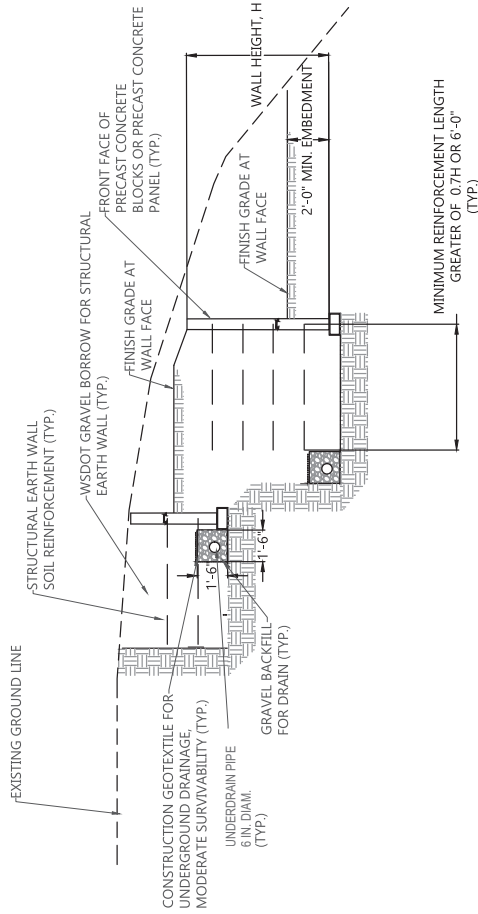 EXISTING GROUND LINE
STRUCTURAL EARTH WALL
SOIL REINFORCEMENT (TYP.)
WSDOT GRAVEL BORROW FOR STRUCTURAL
EARTH WALL (TYP.)
FINISH GRADE AT
WALL FACE
FRONT FACE OF
PRECAST CONCRETE
BLOCKS OR PRECAST CONCRETE
PANEL (TYP.)
FINISH GRADE AT
WALL FACE
WALL HEIGHT, H
2'-0" MIN. EMBEDMENT
CONSTRUCTION GEOTEXTILE FOR
UNDERGROUND DRAINAGE,
MODERATE SURVIVABILITY (TYP.)
UNDERDRAIN PIPE
6 IN. DIAM.
(TYP.)
GRAVEL BACKFILL
FOR DRAIN (TYP.)
1'-6"
1'-6"
MINIMUM REINFORCEMENT LENGTH
GREATER OF 0.7H OR 6'-0"
(TYP.)